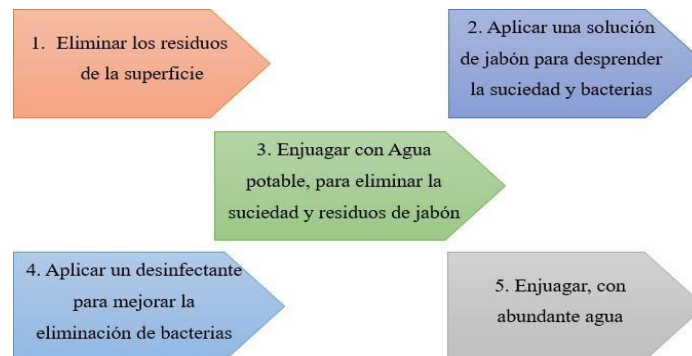 1. Eliminar los residuos
de la superficie
2. Aplicar una solución
de jabón para desprender
la suciedad y bacterias
3. Enjuagar con Agua
potable, para eliminar la
suciedad y residuos de jabón
4. Aplicar un desinfectante
para mejorar la
eliminación de bacterias
5. Enjuagar, con
abundante agua